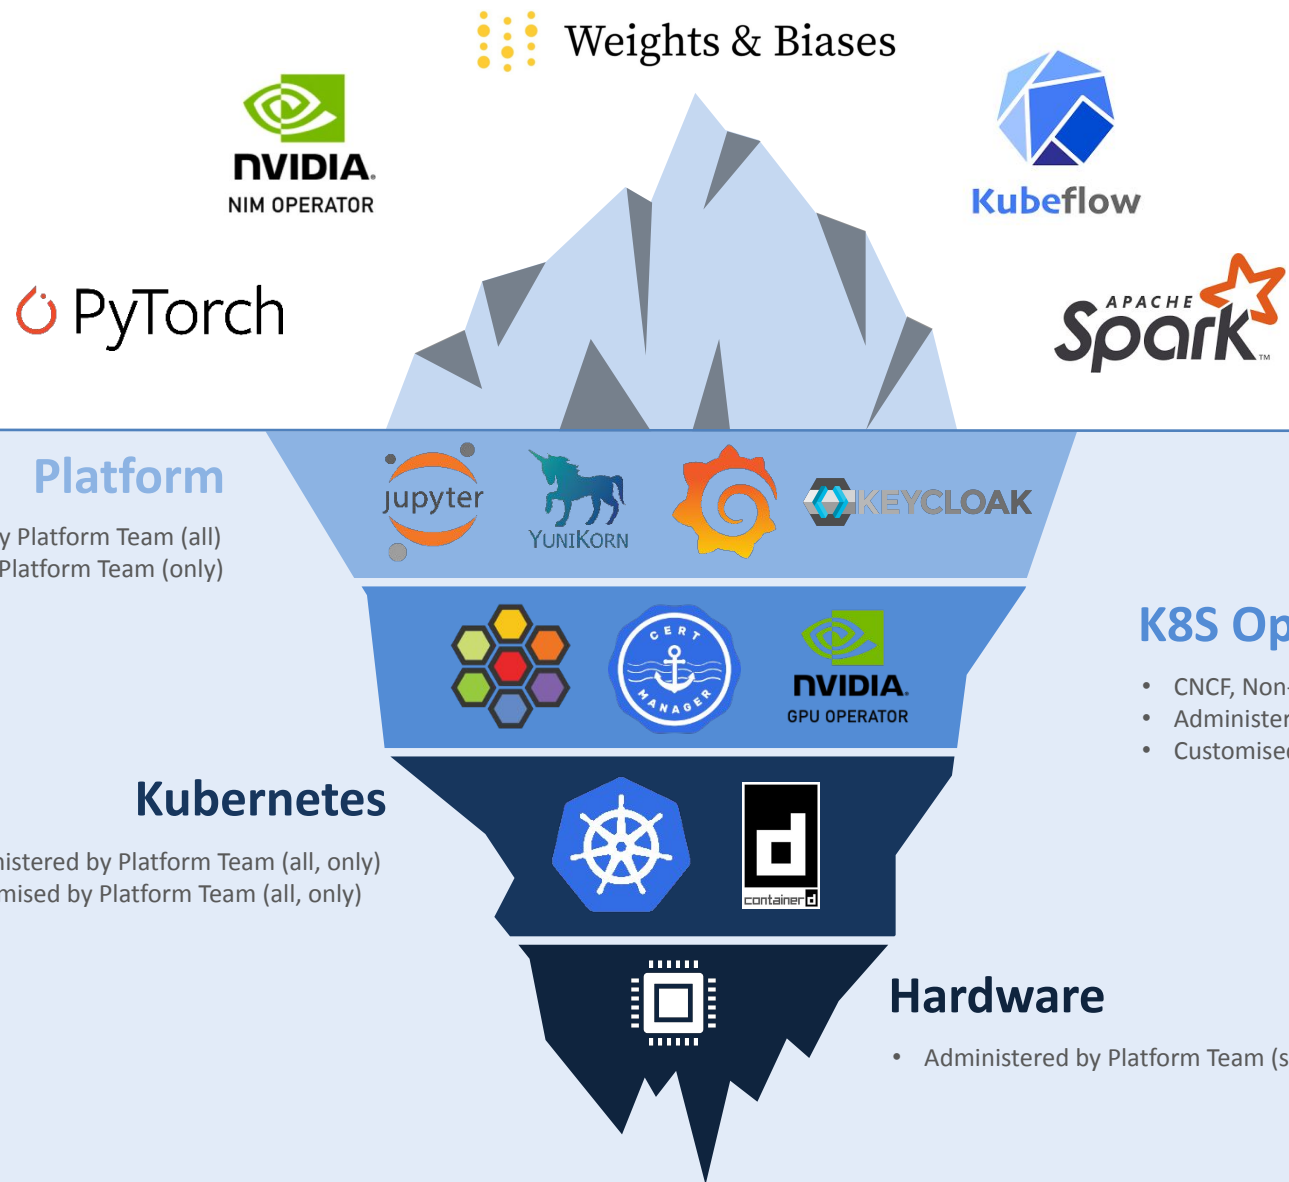 Weights & Biases
NVIDIA.
NIM OPERATOR
Kubeflow
PyTorch
APACHE
Spark™
Platform
y Platform Team (all)
Platform Team (only)
jupyter
YUNIKORN
KEYCLOAK
CERT
MANAGER
NVIDIA.
GPU OPERATOR
K8S Op
• CNCF, Non-
• Administer
• Customised
Kubernetes
nistered by Platform Team (all, only)
mised by Platform Team (all, only)
d
containerd
Hardware
• Administered by Platform Team (s